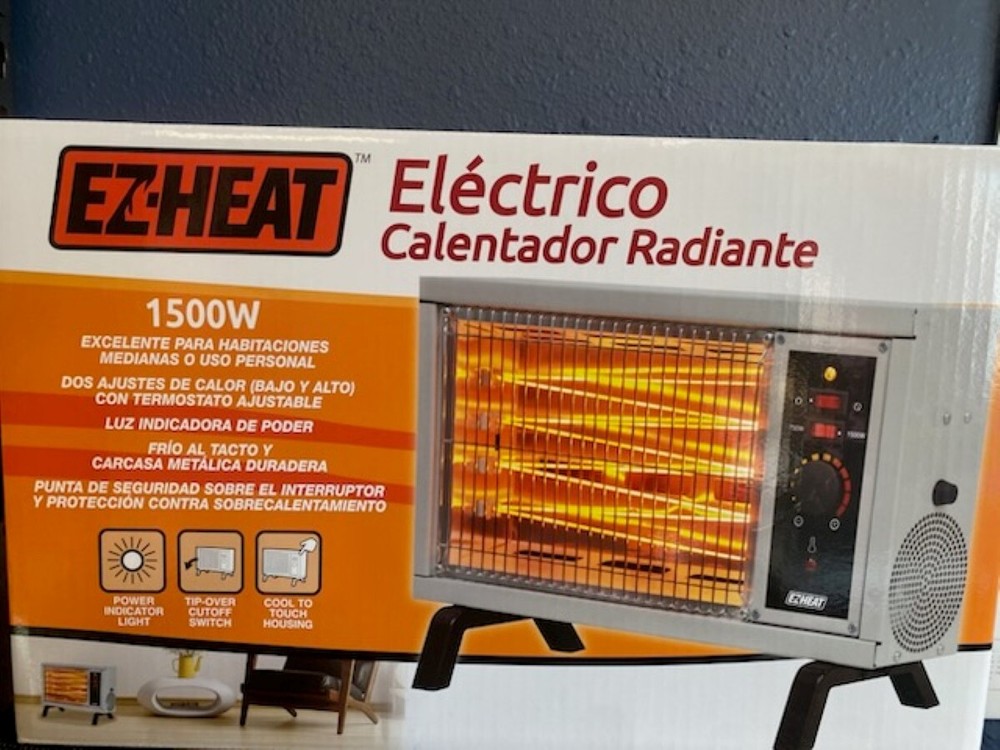 EZ-HEAT™
Eléctrico
Calentador Radiante
1500W
EXCELENTE PARA HABITACIONES
MEDIANAS O USO PERSONAL
DOS AJUSTES DE CALOR (BAJO Y ALTO)
CON TERMOSTATO AJUSTABLE
LUZ INDICADORA DE PODER
FRÍO AL TACTO Y
CARCASA METÁLICA DURADERA
PUNTA DE SEGURIDAD SOBRE EL INTERRUPTOR
Y PROTECCIÓN CONTRA SOBRECALENTAMIENTO
POWER
INDICATOR
LIGHT
TIP-OVER
CUTOFF
SWITCH
COOL TO
TOUCH
HOUSING
1500W
EZ-HEAT